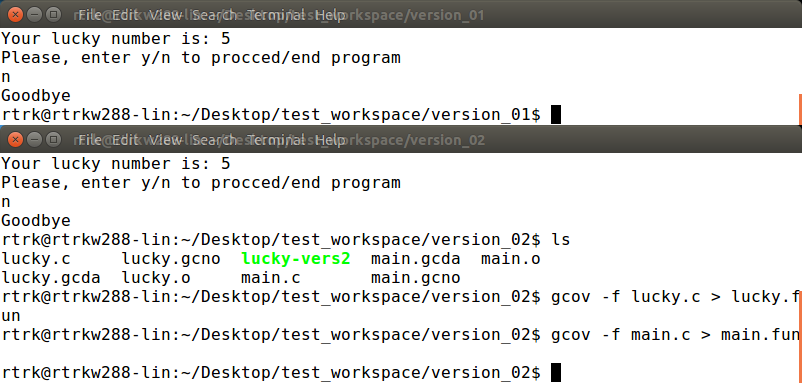 File Edit View Search Terminal Help
Your lucky number is: 5
Please, enter y/n to procced/end program
n
Goodbye
rtrk@rtrkw288-lin:~/Desktop/test_workspace/version_01$
File Edit View Search Terminal Help
Your lucky number is: 5
Please, enter y/n to procced/end program
n
Goodbye
rtrk@rtrkw288-lin:~/Desktop/test_workspace/version_02$ ls
lucky.c lucky.gcno lucky-vers2 main.gcda main.o
lucky.gcda lucky.o main.c main.gcno
rtrk@rtrkw288-lin:~/Desktop/test_workspace/version_02$ gcov -f lucky.c > lucky.f
un
rtrk@rtrkw288-lin:~/Desktop/test_workspace/version_02$ gcov -f main.c > main.fun
rtrk@rtrkw288-lin:~/Desktop/test_workspace/version_02$